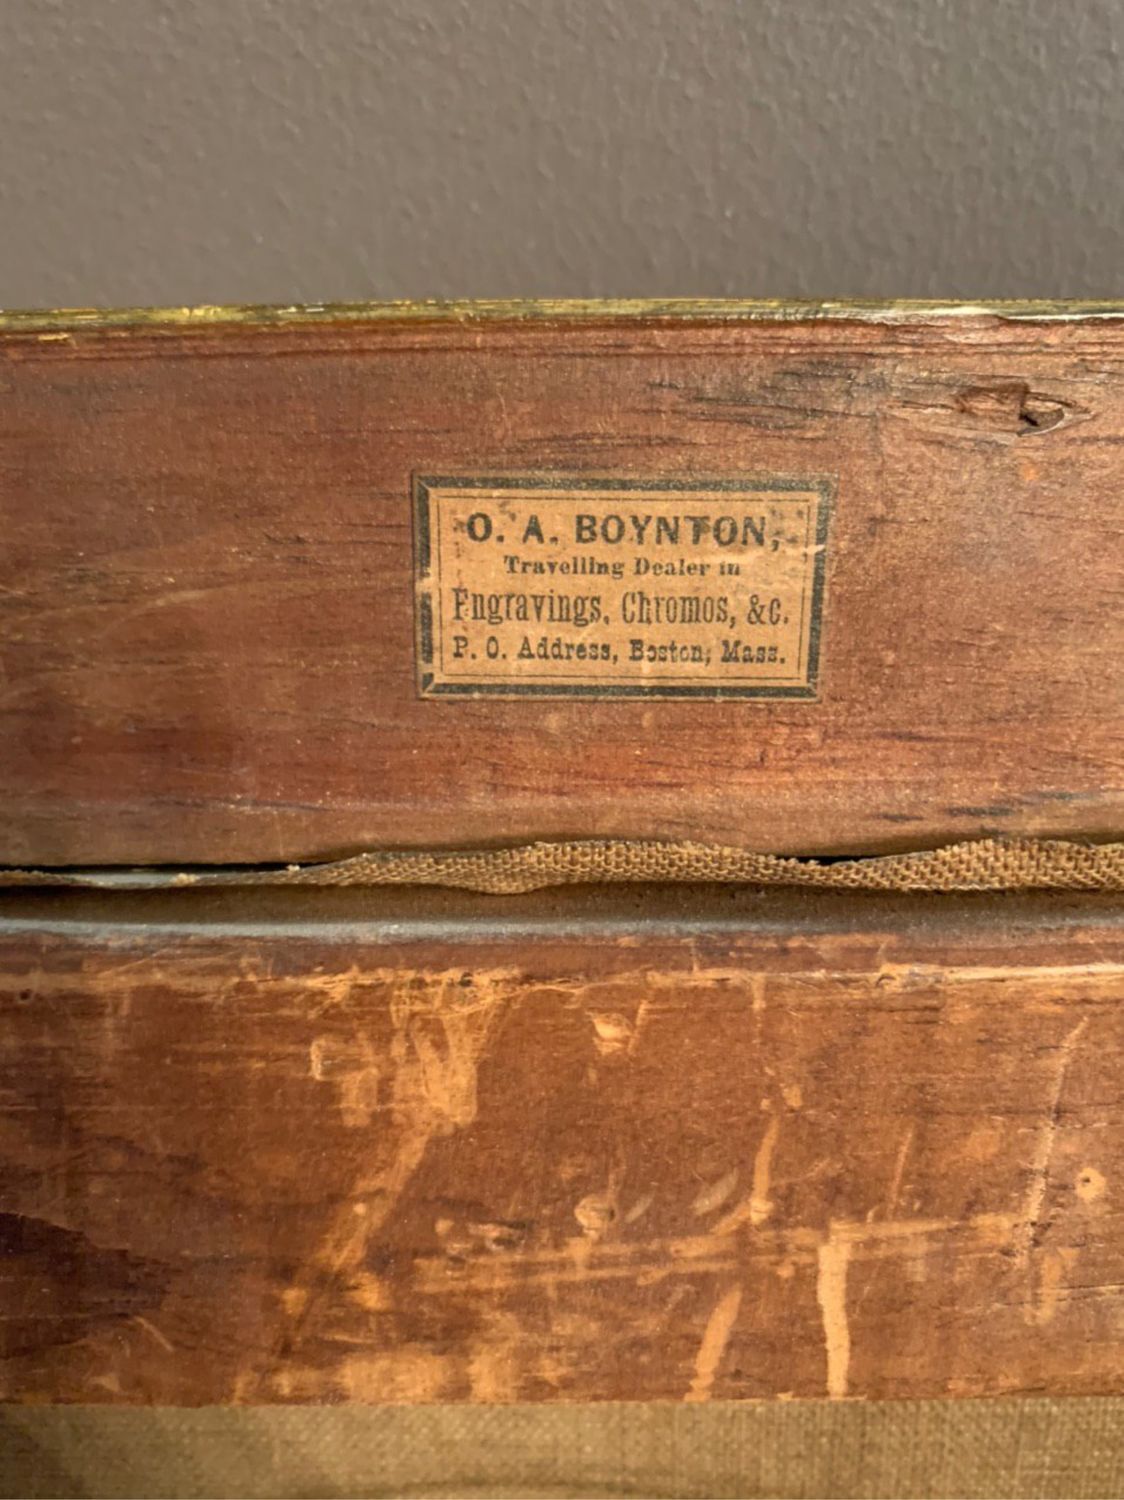 O. A. BOYNTON,
Travelling Dealer in
Engravings, Chromos, &C.
P. O. Address, Boston, Mass.